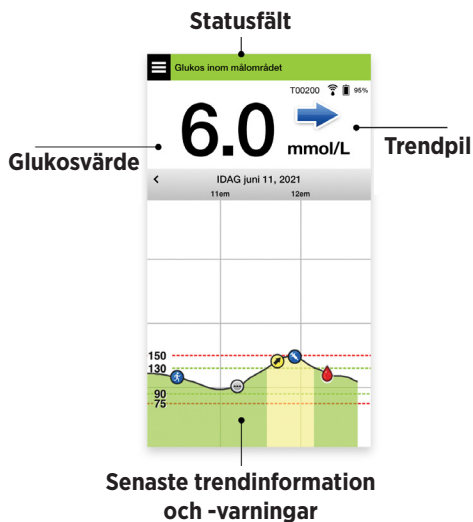 Statusfält
Glukos inom målområdet
T00200
95%
6.0
mmol/L
Glukosvärde
Trendpil
< IDAG juni 11, 2021
11em 12em
150
130
90
75
Senaste trendinformation
och -varningar